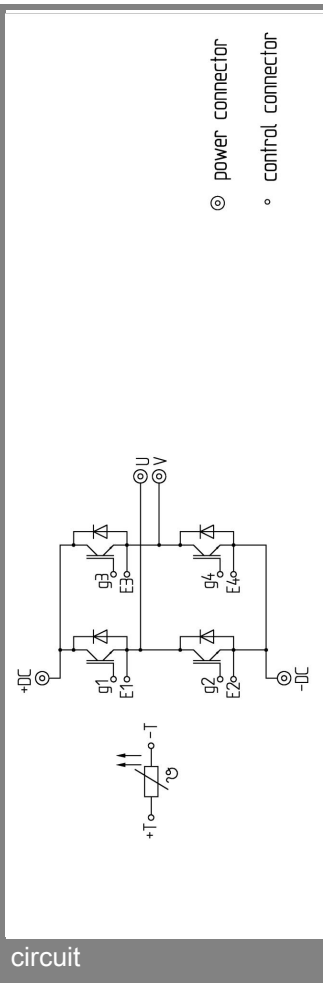 power connector
control connector
U
V
g3
E3
g4
E4
+DC
g1
E1
g2
E2
-DC
+T
-T
ϑ
circuit